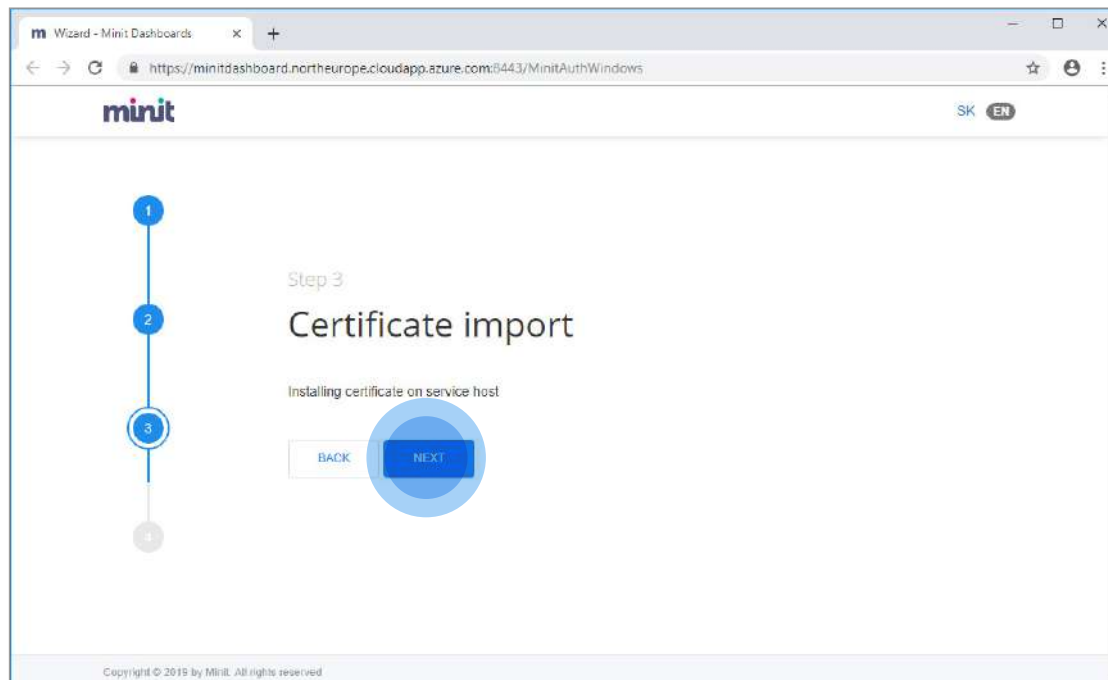 m Wizard - Minit Dashboards × +
https://minitdashboard.northeurope.cloudapp.azure.com:8443/MinitAuthWindows
minit
SK EN
1
Step 3
Certificate import
2
Installing certificate on service host
3
BACK NEXT
4
Copyright © 2019 by Minit. All rights reserved